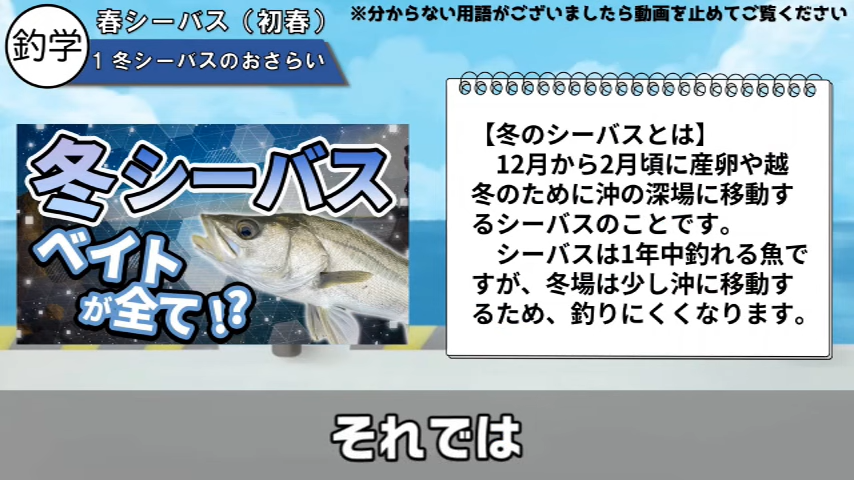 釣学
春シーバス（初春）
※分からない用語がございましたら動画を止めてご覧ください
1 冬シーバスのおさらい
冬シーバス
ベイト
が全て!?
【冬のシーバスとは】
12月から2月頃に産卵や越
冬のために沖の深場に移動す
るシーバスのことです。
シーバスは1年中釣れる魚で
すが、冬場は少し沖に移動す
るため、釣りにくくなります。
それでは